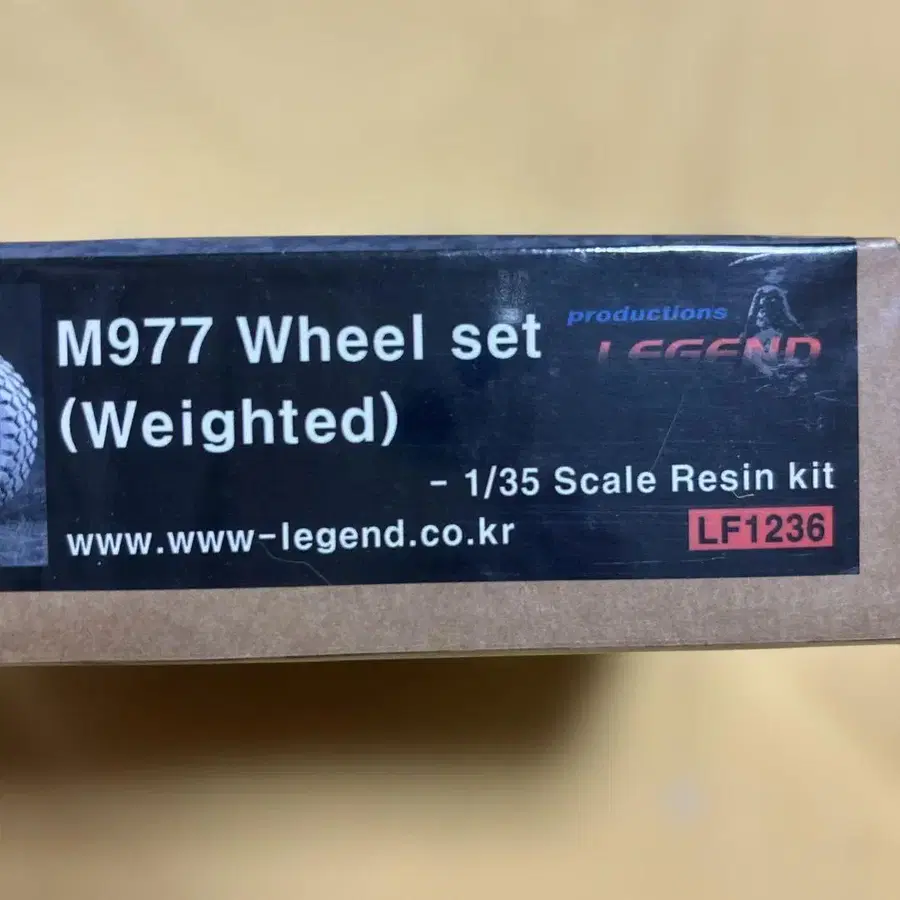 M977 Wheel set
(Weighted)
productions
LEGEND
- 1/35 Scale Resin kit
www.www-legend.co.kr
LF1236